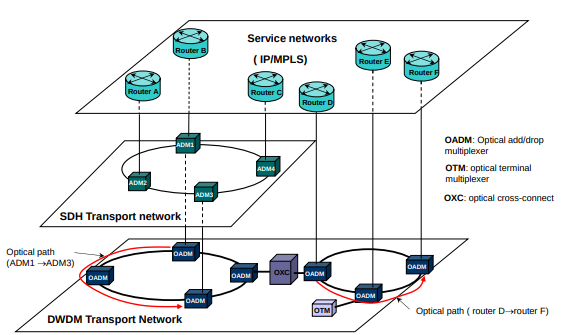 Service networks
( IP/MPLS)
Router B
Router A
Router C
Router D
Router E
Router F
OADM: Optical add/drop
multiplexer
OTM: optical terminal
multiplexer
OXC: optical cross-connect
ADM1
ADM2
ADM3
ADM4
SDH Transport network
Optical path
(ADM1 →ADM3)
OADM
OADM
OADM
OADM
OXC
OADM
OADM
OADM
OTM
Optical path ( router D→router F)
DWDM Transport Network